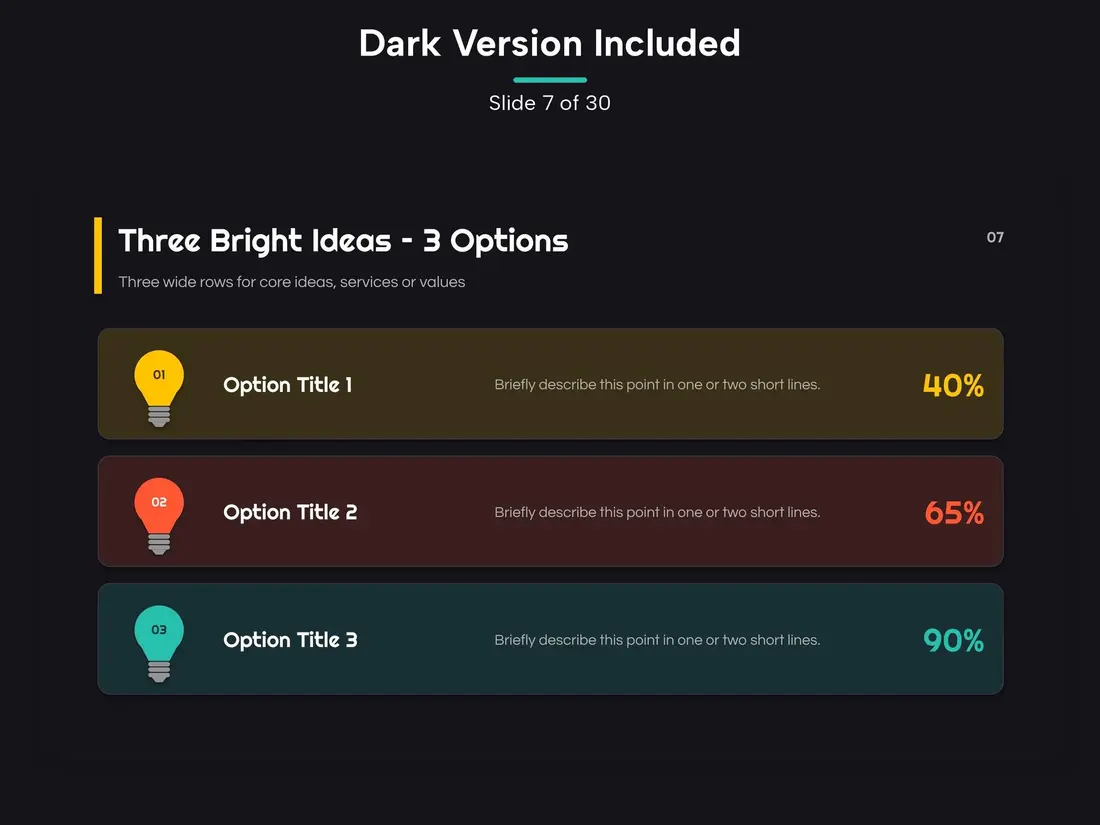 Dark Version Included
Slide 7 of 30
Three Bright Ideas - 3 Options
07
Three wide rows for core ideas, services or values
01
Option Title 1
Briefly describe this point in one or two short lines.
40%
02
Option Title 2
Briefly describe this point in one or two short lines.
65%
03
Option Title 3
Briefly describe this point in one or two short lines.
90%